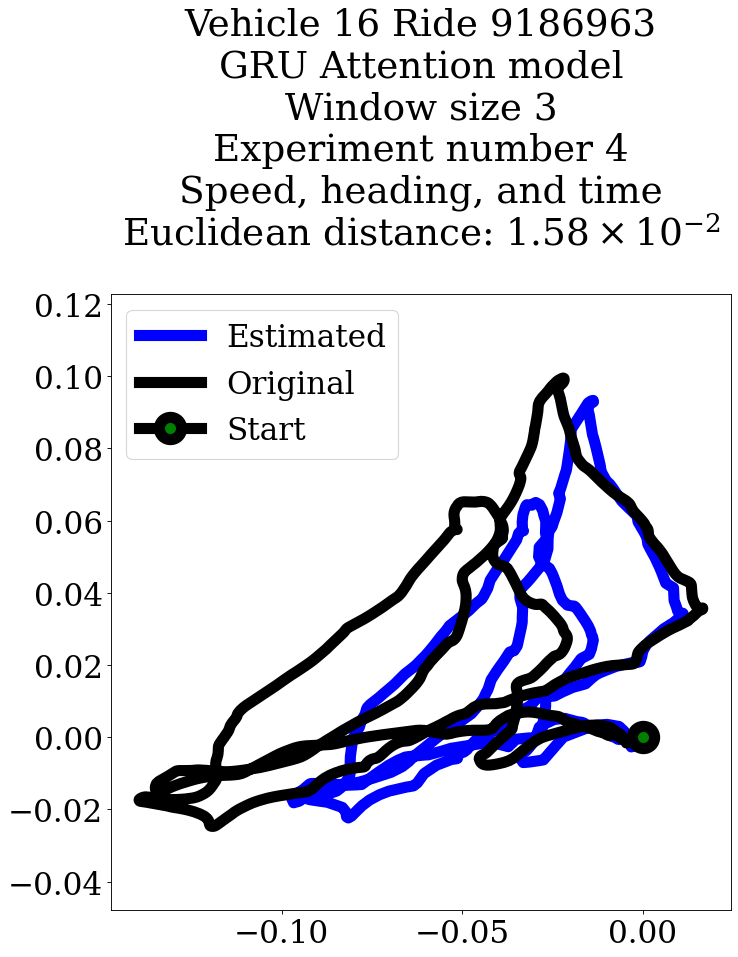 Vehicle 16 Ride 9186963
GRU Attention model
Window size 3
Experiment number 4
Speed, heading, and time
Euclidean distance: 1.58 × 10⁻²
0.12
0.10
0.08
0.06
0.04
0.02
0.00
−0.02
−0.04
Estimated
Original
Start
−0.10
−0.05
0.00